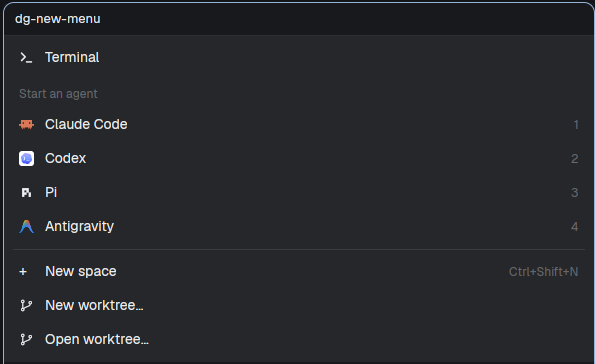 dg-new-menu
Terminal
Start an agent
Claude Code 1
Codex 2
Pi 3
Antigravity 4
+ New space Ctrl+Shift+N
New worktree...
Open worktree...